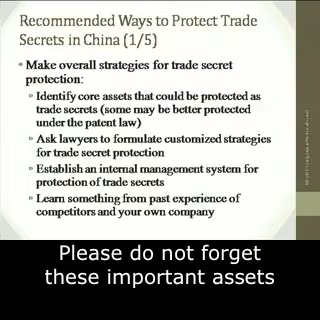 Recommended Ways to Protect Trade
Secrets in China (1/5)
Make overall strategies for trade secret
protection:
Identify core assets that could be protected as
trade secrets (some may be better protected
under the patent law)
Ask lawyers to formulate customized strategies
for trade secret protection
Establish an internal management system for
protection of trade secrets
Learn something from past experience of
competitors and your own company
Please do not forget
these important assets